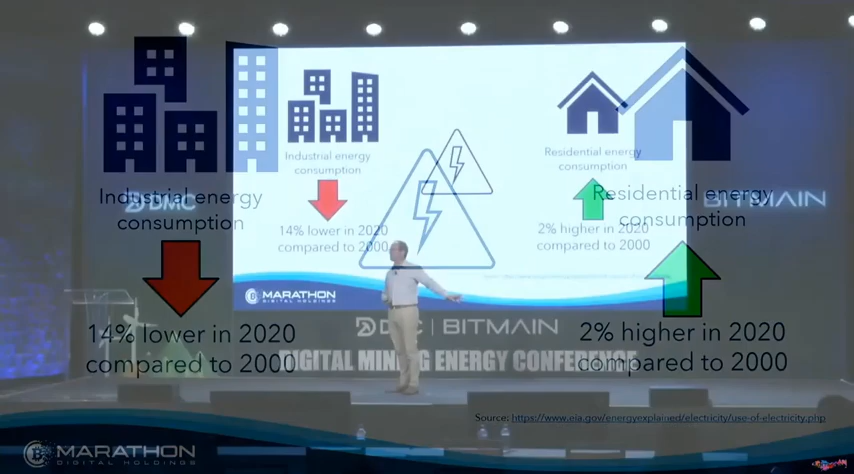 Industrial energy
consumption
14% lower in 2020
compared to 2000
Residential energy
consumption
2% higher in 2020
compared to 2000
MARATHON
DIGITAL HOLDINGS
Industrial energy
consumption
Residential energy
consumption
DMC
BITMAIN
14% lower in 2020
compared to 2000
2% higher in 2020
compared to 2000
DMC | BITMAIN
DIGITAL MINING ENERGY CONFERENCE
Source: https://www.eia.gov/energyexplained/electricity/use-of-electricity.php
MARATHON
DIGITAL HOLDINGS